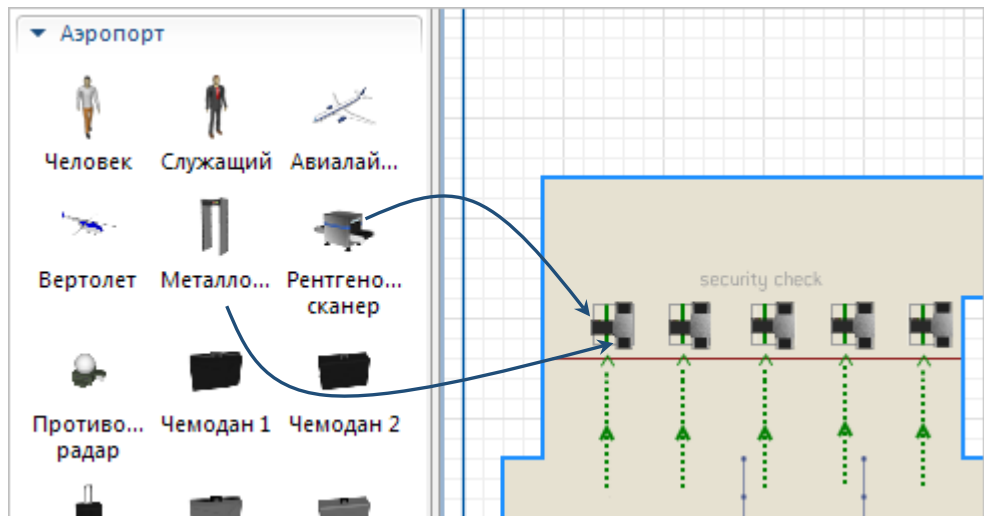 Аэропорт
Человек Служащий Авиалай...
Вертолет Металло... Рентгено...
сканер
security check
Противо... Чемодан 1 Чемодан 2
радар